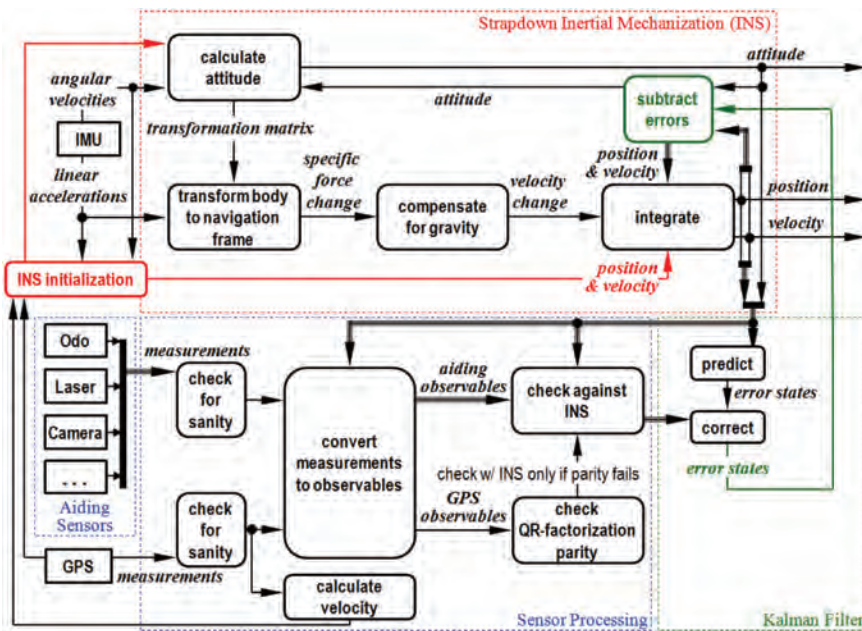 Strapdown Inertial Mechanization (INS)
calculate
attitude
attitude
angular
velocities
attitude
subtract
errors
IMU
transformation matrix
linear
accelerations
specific
force
change
velocity
change
position
& velocity
position
transform body
to navigation
frame
compensate
for gravity
integrate
velocity
INS initialization
position
& velocity
Odo
measurements
Laser
check
for
sanity
Camera
. . .
Aiding
Sensors
convert
measurements
to observables
aiding
observables
check against
INS
predict
error states
correct
error states
check w/ INS only if parity fails
GPS
observables
check
QR-factorization
parity
check
for
sanity
GPS
measurements
calculate
velocity
Sensor Processing
Kalman Filter